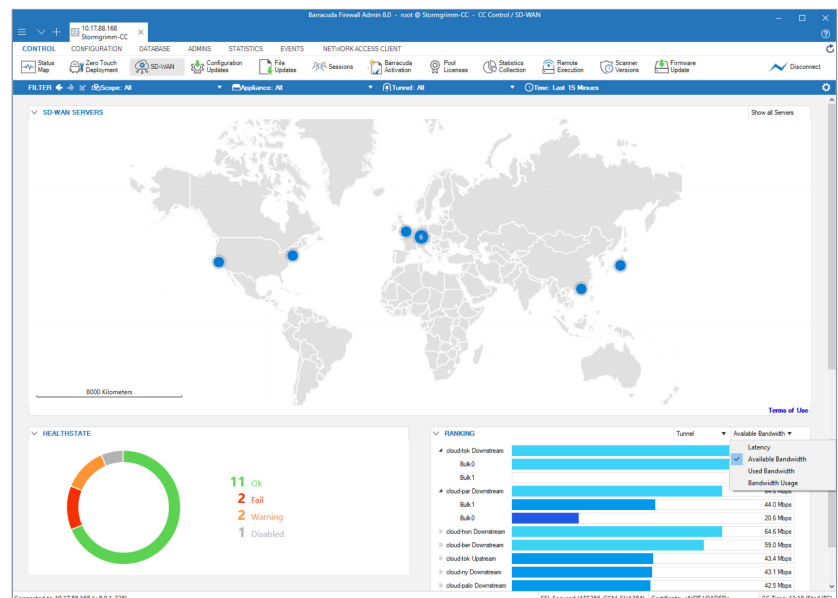 Barracuda Firewall Admin 8.0 - root @ Stormgrimm-CC - CC Control / SD-WAN
10.17.88.168
Stormgrimm-CC
CONTROL CONFIGURATION DATABASE ADMINS STATISTICS EVENTS NETWORK ACCESS CLIENT
Status Map
Zero Touch Deployment
SD-WAN
Configuration Updates
File Updates
Sessions
Barracuda Activation
Pool Licenses
Statistics Collection
Remote Execution
Scanner Versions
Firmware Update
Disconnect
FILTER Scope: All Appliance: All Tunnel: All Time: Last 15 Minues
SD-WAN SERVERS Show all Servers
6
8000 Kilometers
Terms of Use
HEALTHSTATE
11 Ok
2 Fail
2 Warning
1 Disabled
RANKING Tunnel Available Bandwidth
Latency
Available Bandwidth
Used Bandwidth
Bandwidth Usage
cloud-tok Downstream
Bulk0
Bulk1
cloud-par Downstream 64.6 Mbps
Bulk1 44.0 Mbps
Bulk0 20.6 Mbps
cloud-hon Downstream 64.6 Mbps
cloud-ber Downstream 59.0 Mbps
cloud-tok Upstream 43.4 Mbps
cloud-ny Downstream 43.1 Mbps
cloud-palo Downstream 42.5 Mbps